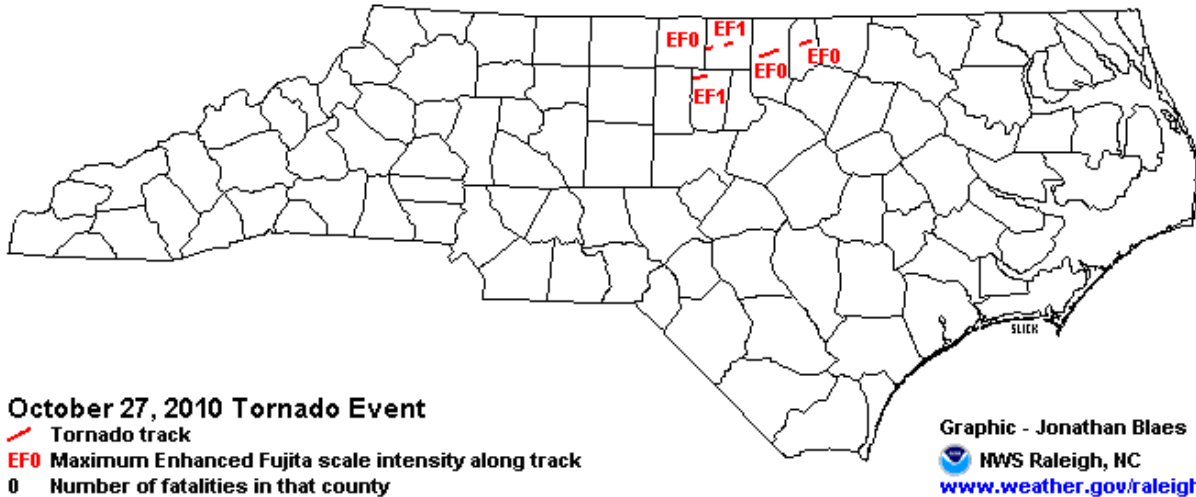 EF0
EF1
EF0
EF0
EF1
SLICK
October 27, 2010 Tornado Event
Tornado track
EF0 Maximum Enhanced Fujita scale intensity along track
0 Number of fatalities in that county
Graphic - Jonathan Blaes
NWS Raleigh, NC
www.weather.gov/raleigh